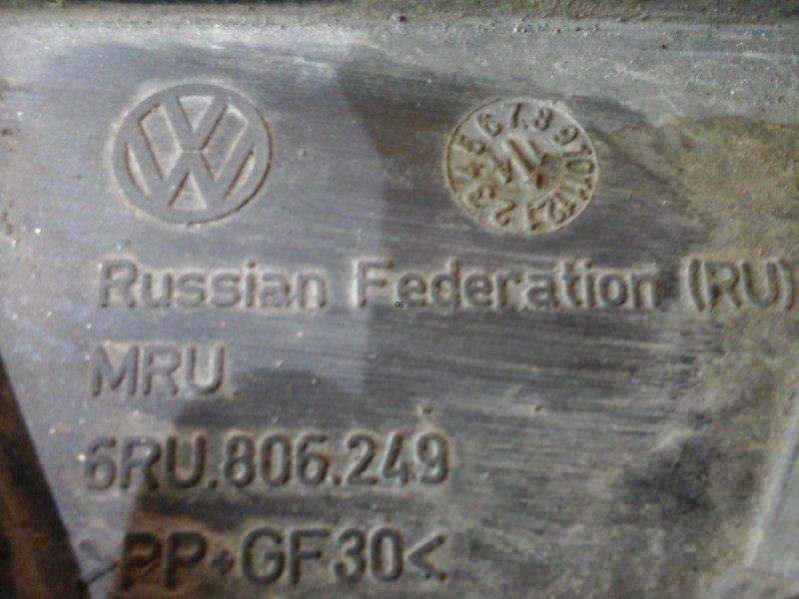 Russian Federation (RU)
MRU.
6RU.806.249
>PP+GF30<